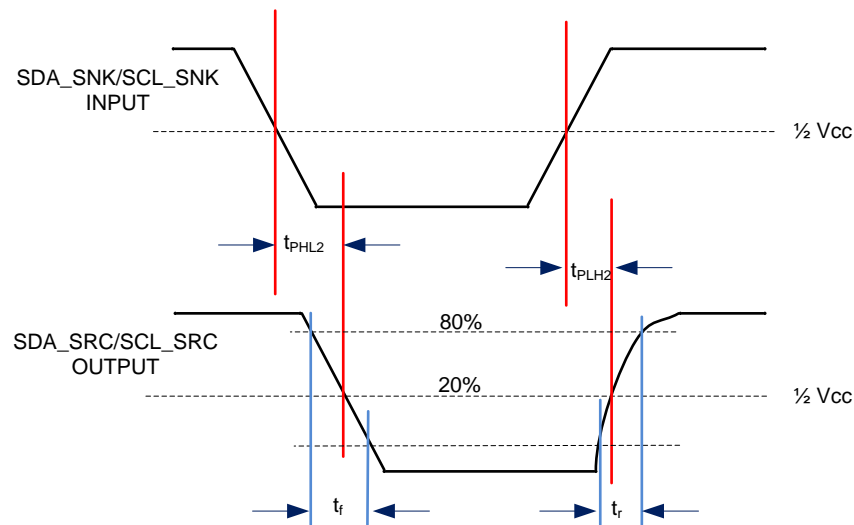 SDA_SNK/SCL_SNK
INPUT
½ Vcc
tPHL2
tPLH2
SDA_SRC/SCL_SRC
OUTPUT
80%
20%
½ Vcc
tf
tr